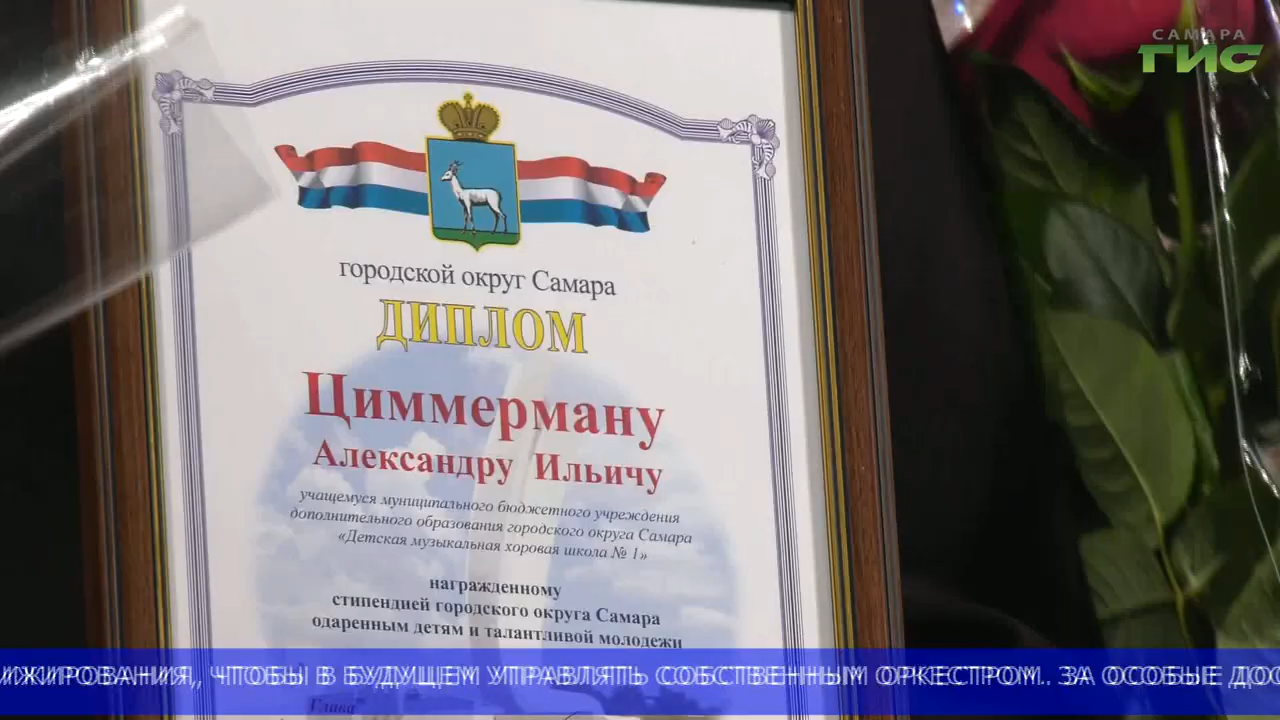 САМАРА
ГИС
городской округ Самара
ДИПЛОМ
Циммерману
Александру Ильичу
учащемуся муниципального бюджетного учреждения
дополнительного образования городского округа Самара
«Детская музыкальная хоровая школа № 1»
награжденному
стипендией городского округа Самара
одаренным детям и талантливой молодежи
ИЖИРОВАНИЯ, ЧТОБЫ В БУДУЩЕМ УПРАВЛЯТЬ СОБСТВЕННЫМ ОРКЕСТРОМ. ЗА ОСОБЫЕ ДОС
Глава